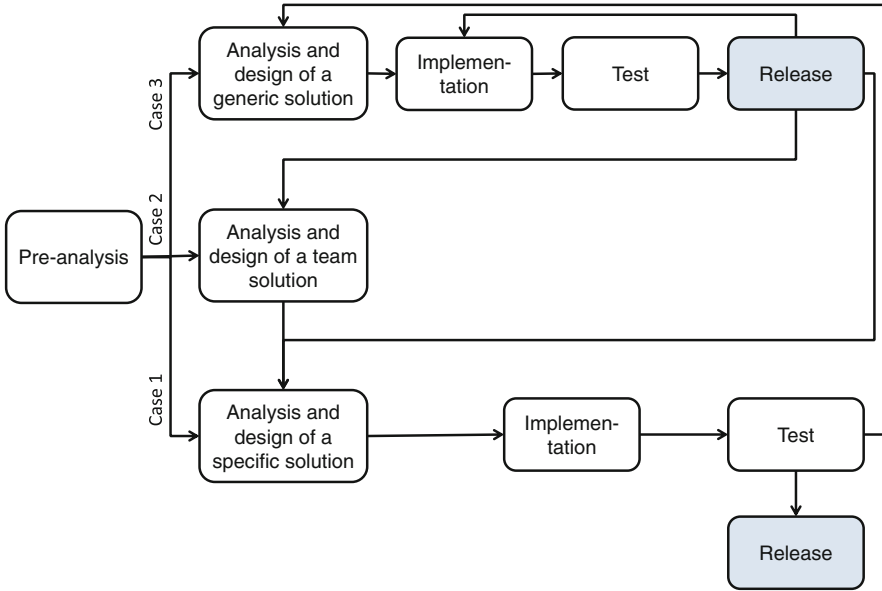 Analysis and
design of a
generic solution
Implemen-
tation
Test
Release
Case 3
Case 2
Pre-analysis
Analysis and
design of a team
solution
Case 1
Analysis and
design of a
specific solution
Implemen-
tation
Test
Release